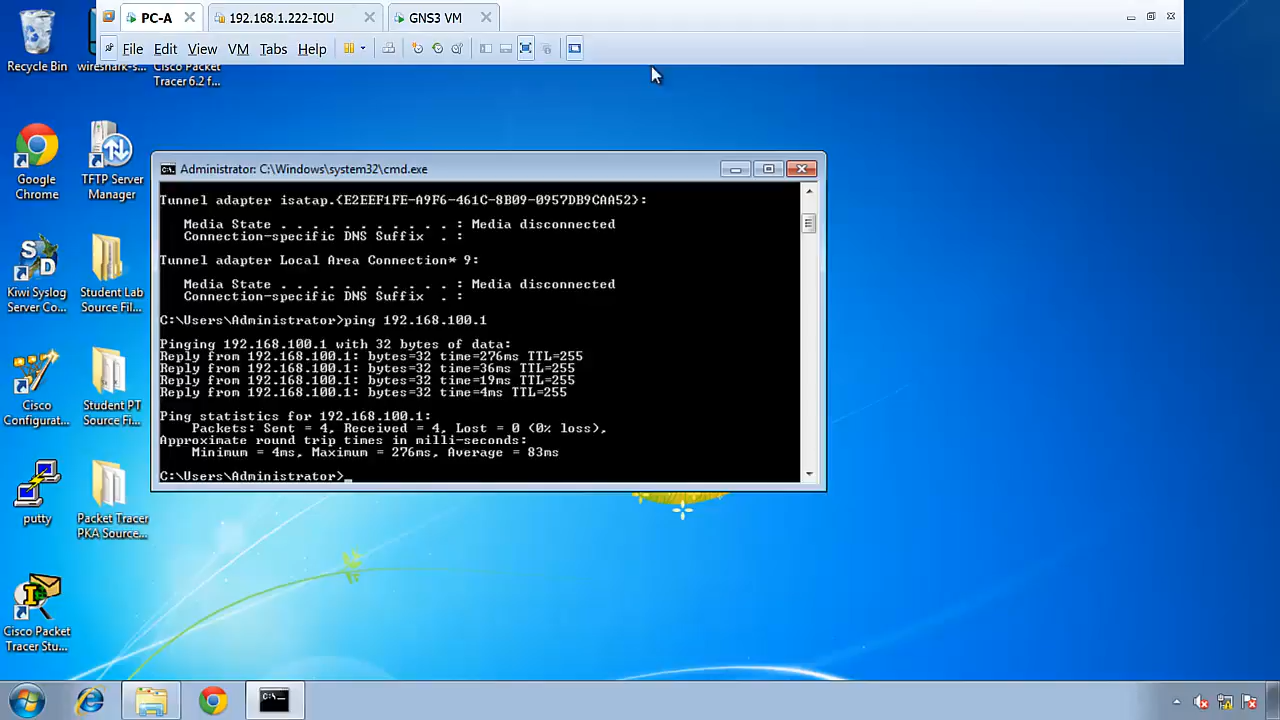 PC-A
192.168.1.222-IOU
GNS3 VM
File Edit View VM Tabs Help
Recycle Bin
wireshark-s...
Cisco Packet
Tracer 6.2 f...
Google
Chrome
TFTP Server
Manager
Kiwi Syslog
Server Co...
Student Lab
Source Fil...
Cisco
Configurat...
Student PT
Source Fi...
putty
Packet Tracer
PKA Source...
Cisco Packet
Tracer Stu...
Administrator: C:\Windows\system32\cmd.exe
Tunnel adapter isatap.{E2EEF1FE-A9F6-461C-8B09-0957DB9CAA52}:
Media State . . . . . . . . . . . : Media disconnected
Connection-specific DNS Suffix . :
Tunnel adapter Local Area Connection* 9:
Media State . . . . . . . . . . . : Media disconnected
Connection-specific DNS Suffix . :
C:\Users\Administrator>ping 192.168.100.1
Pinging 192.168.100.1 with 32 bytes of data:
Reply from 192.168.100.1: bytes=32 time=276ms TTL=255
Reply from 192.168.100.1: bytes=32 time=36ms TTL=255
Reply from 192.168.100.1: bytes=32 time=19ms TTL=255
Reply from 192.168.100.1: bytes=32 time=4ms TTL=255
Ping statistics for 192.168.100.1:
Packets: Sent = 4, Received = 4, Lost = 0 (0% loss),
Approximate round trip times in milli-seconds:
Minimum = 4ms, Maximum = 276ms, Average = 83ms
C:\Users\Administrator>_